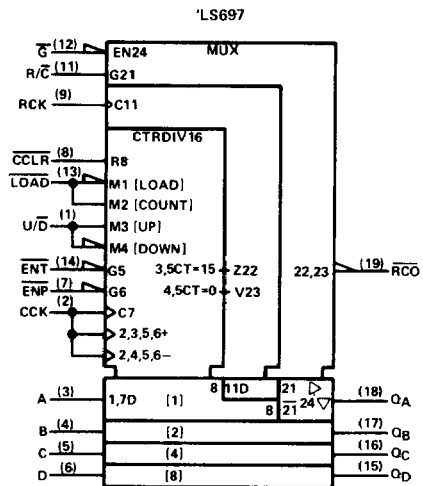 'LS697
G (12) EN24 MUX
R/C (11) G21
RCK (9) C11
CTRDIV16
CCLR (8) R8
LOAD (13) M1 [LOAD]
M2 [COUNT]
U/D (1) M3 [UP]
M4 [DOWN]
ENT (14) G5 3,5CT=15 Z22 22,23 (19) RCO
ENP (7) G6 4,5CT=0 V23
CCK (2) C7
2,3,5,6+
2,4,5,6−
A (3) 1,7D [1] 8 11D 8 21 21 24 (18) QA
B (4) [2] (17) QB
C (5) [4] (16) QC
D (6) [8] (15) QD